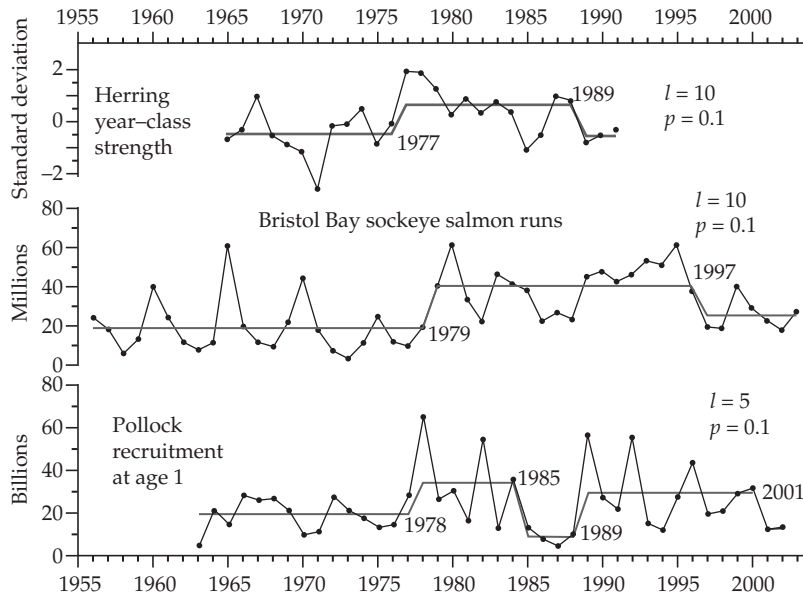 1955 1960 1965 1970 1975 1980 1985 1990 1995 2000
Standard deviation
2
0
–2
Herring
year–class
strength
1977
1989
l = 10
p = 0.1
Millions
80
60
40
20
0
Bristol Bay sockeye salmon runs
1979
1997
l = 10
p = 0.1
Billions
80
60
40
20
0
Pollock
recruitment
at age 1
1978
1985
1989
2001
l = 5
p = 0.1
1955 1960 1965 1970 1975 1980 1985 1990 1995 2000